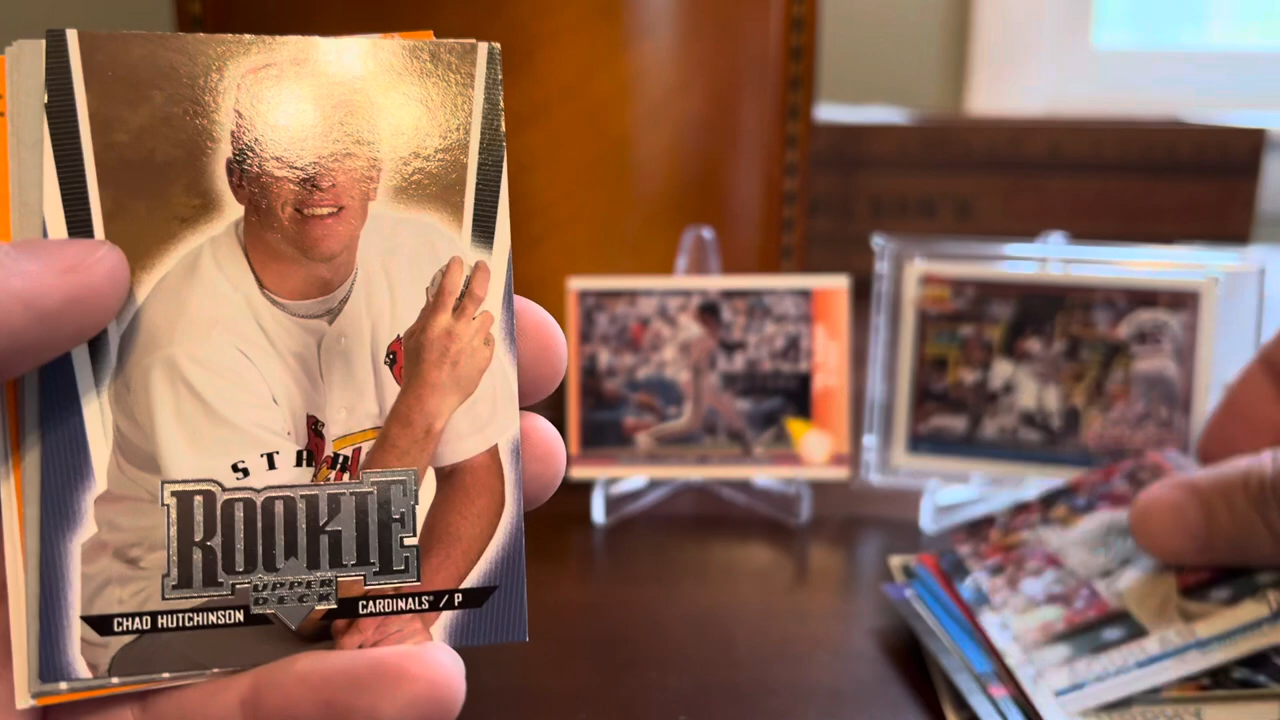 STAR
ROOKIE
UPPER
DECK
CHAD HUTCHINSON
CARDINALS® / P